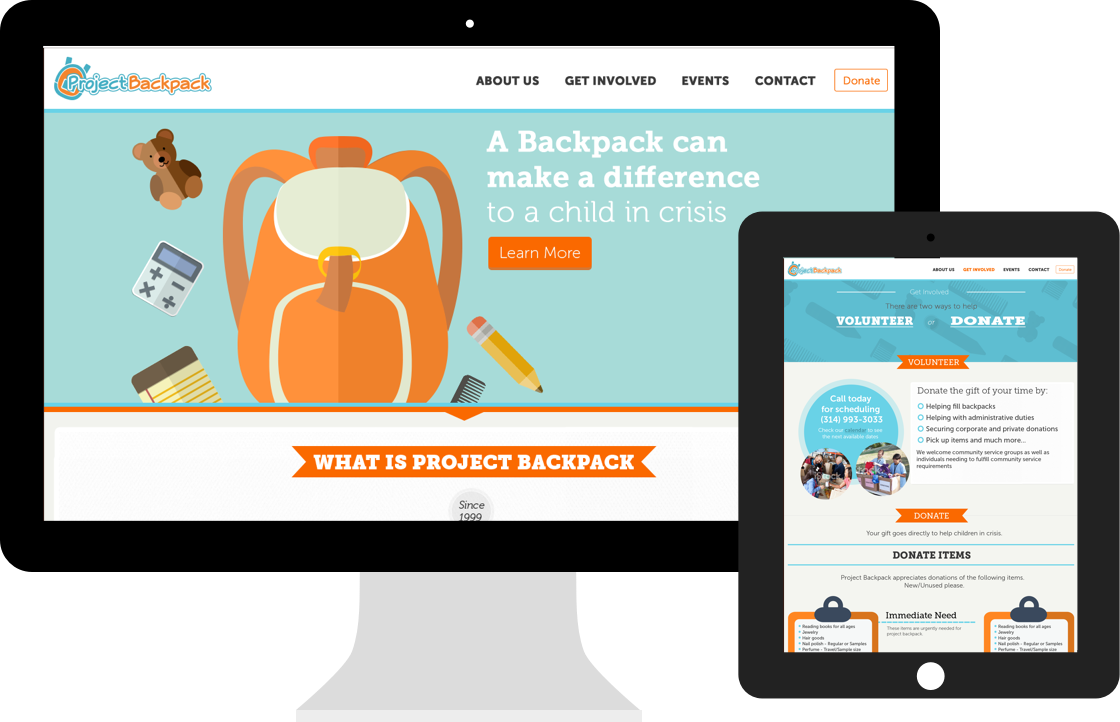 ProjectBackpack
ABOUT US GET INVOLVED EVENTS CONTACT Donate
A Backpack can
make a difference
to a child in crisis
Learn More
WHAT IS PROJECT BACKPACK
Since
1999
ProjectBackpack
ABOUT US GET INVOLVED EVENTS CONTACT Donate
Get Involved
There are two ways to help
VOLUNTEER or DONATE
VOLUNTEER
Call today
for scheduling
(314) 993-3033
Check our calendar to see
the next available dates
Donate the gift of your time by:
Helping fill backpacks
Helping with administrative duties
Securing corporate and private donations
Pick up items and much more...
We welcome community service groups as well as
individuals needing to fulfill community service
requirements
DONATE
Your gift goes directly to help children in crisis.
DONATE ITEMS
Project Backpack appreciates donations of the following items.
New/Unused please.
Reading books for all ages
Jewelry
Hair goods
Nail polish - Regular or Samples
Perfume - Travel/Sample size
Immediate Need
These items are urgently needed for
project backpack
Reading books for all ages
Jewelry
Hair goods
Nail polish - Regular or Samples
Perfume - Travel/Sample size